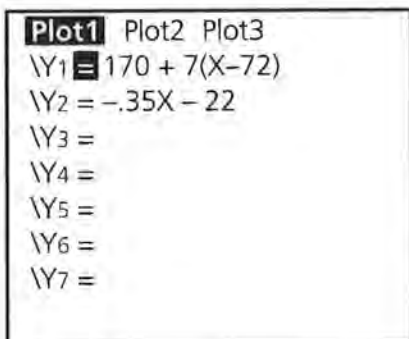 Plot1 Plot2 Plot3
\Y1 = 170 + 7(X–72)
\Y2 = –.35X – 22
\Y3 =
\Y4 =
\Y5 =
\Y6 =
\Y7 =